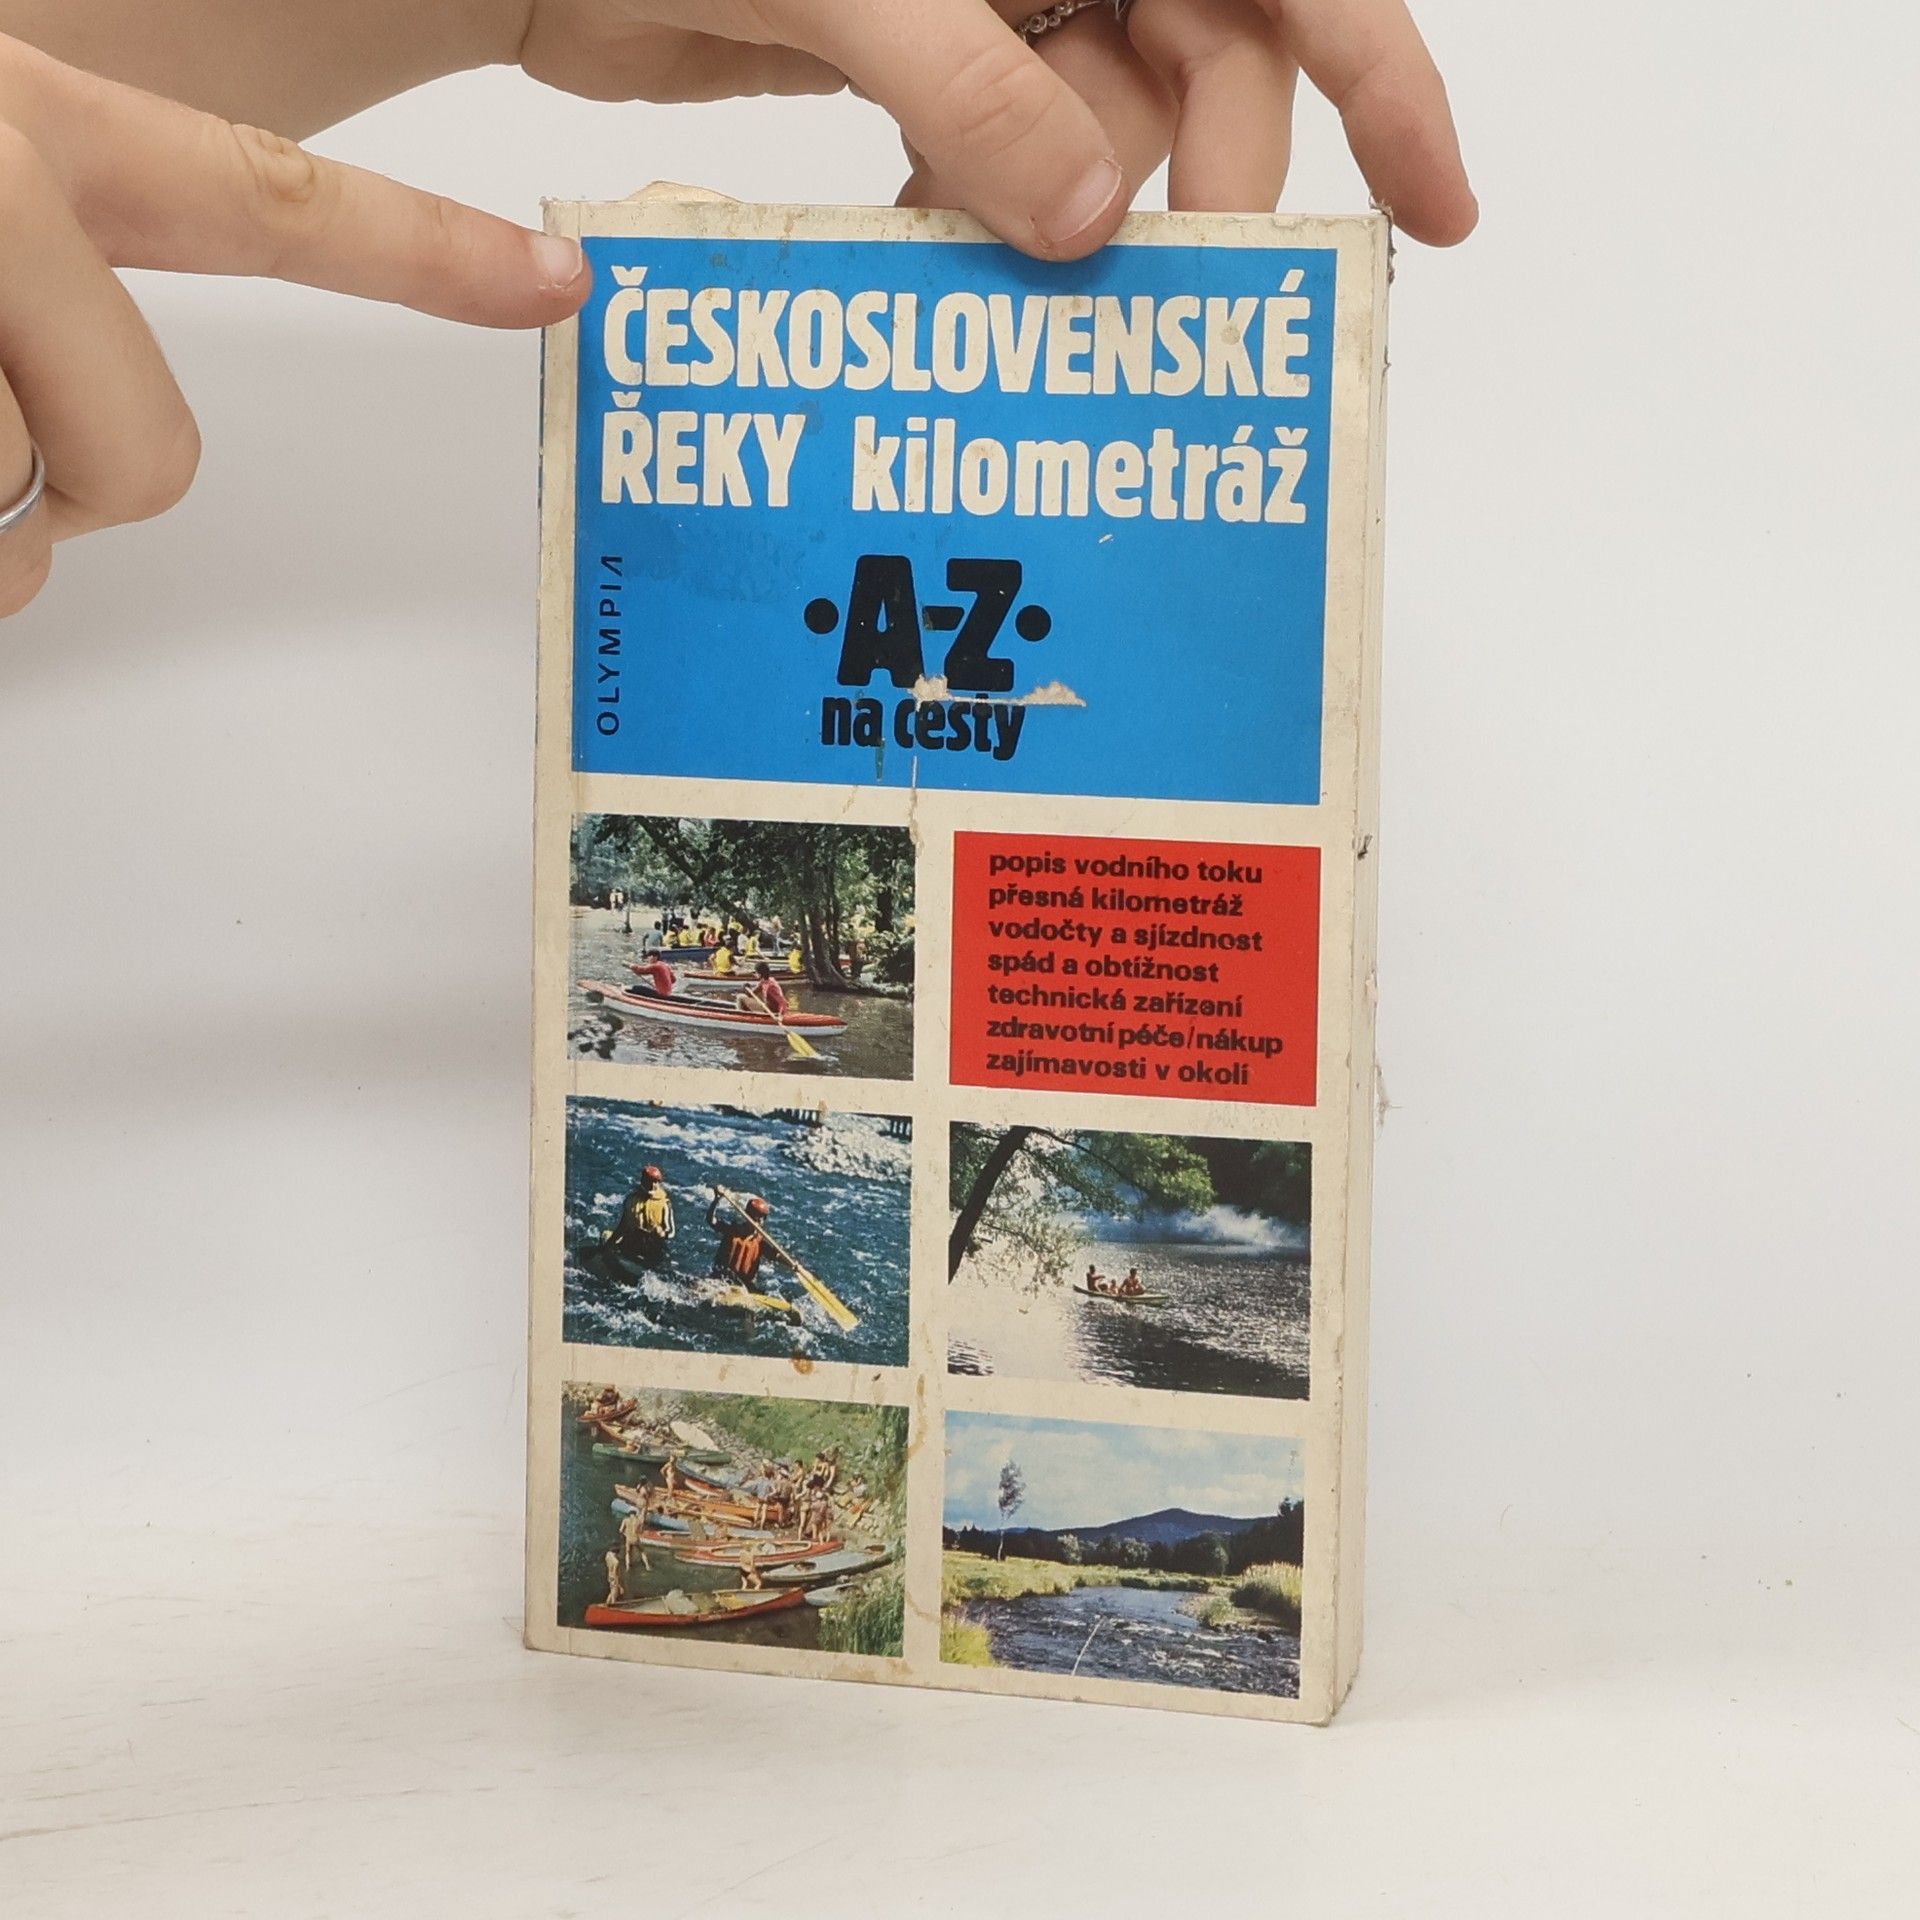 ČESKOSLOVENSKÉ
ŘEKY kilometráž
OLYMPIA
•A-Z•
na cesty
popis vodního toku
přesná kilometráž
vodočty a sjízdnost
spád a obtížnost
technická zařízení
zdravotní péče/nákup
zajímavosti v okolí